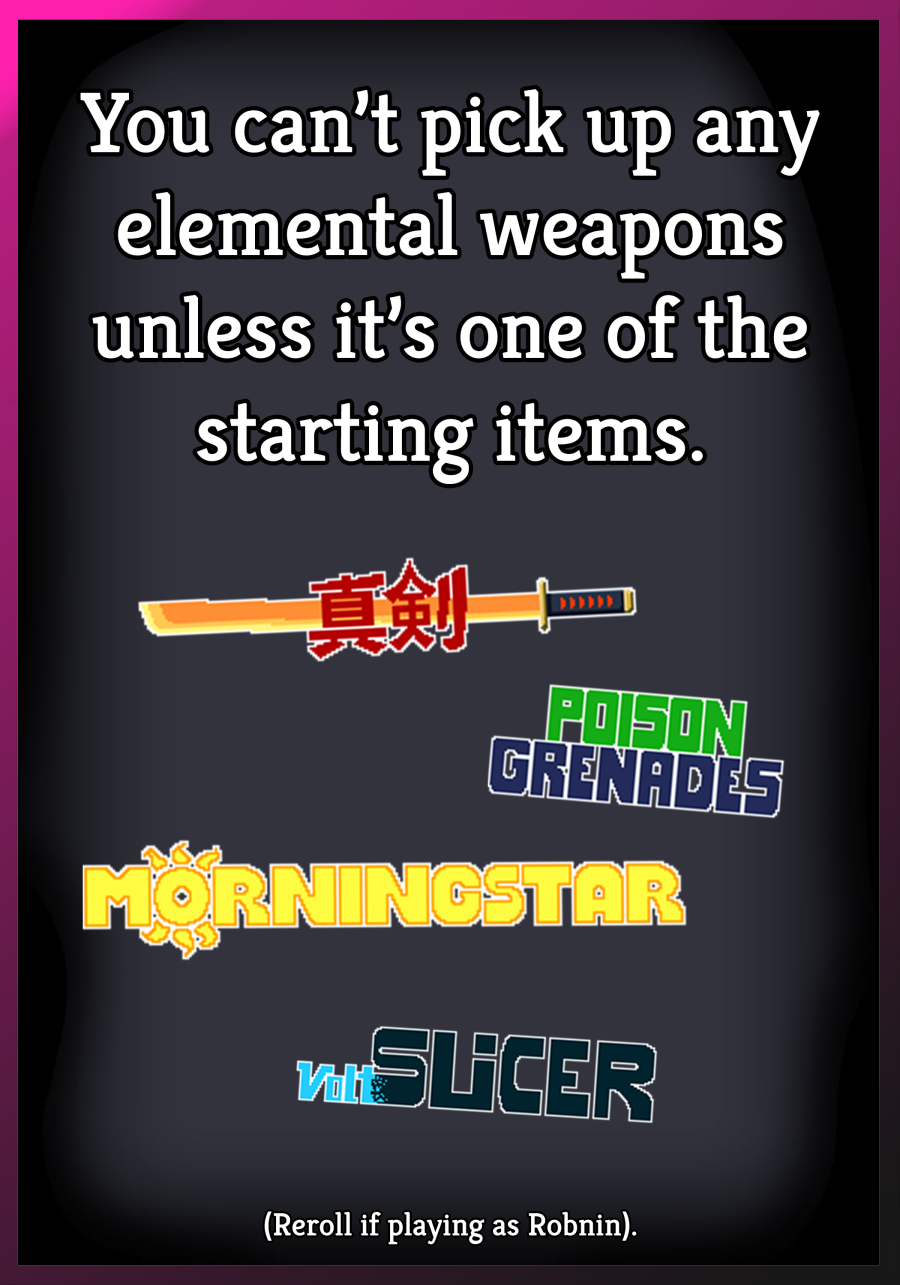 You can’t pick up any
elemental weapons
unless it’s one of the
starting items.
真剣
POISON
GRENADES
MORNINGSTAR
Volt SLiCER
(Reroll if playing as Robnin).